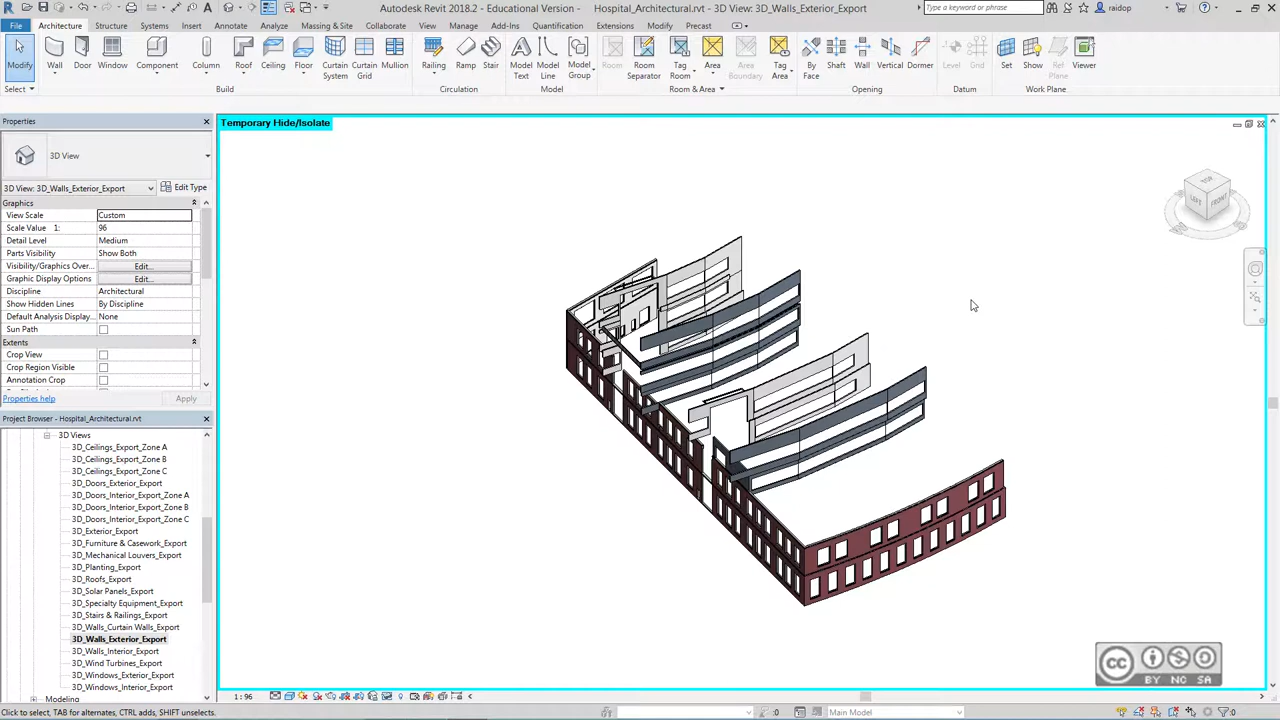 Autodesk Revit 2018.2 - Educational Version - Hospital_Architectural.rvt - 3D View: 3D_Walls_Exterior_Export
Type a keyword or phrase
raidop
File Architecture Structure Systems Insert Annotate Analyze Massing & Site Collaborate View Manage Add-Ins Quantification Extensions Modify Precast
Modify Wall Door Window Component Column Roof Ceiling Floor Curtain System Curtain Grid Mullion Railing Ramp Stair Model Text Model Line Model Group Room Room Separator Tag Room Area Area Boundary Tag Area By Face Shaft Wall Vertical Dormer Level Grid Set Show Ref Plane Viewer
Select Build Circulation Model Room & Area Opening Datum Work Plane
Properties
3D View
3D View: 3D_Walls_Exterior_Export Edit Type
Graphics
View Scale Custom
Scale Value 1: 96
Detail Level Medium
Parts Visibility Show Both
Visibility/Graphics Over... Edit...
Graphic Display Options Edit...
Discipline Architectural
Show Hidden Lines By Discipline
Default Analysis Display... None
Sun Path
Extents
Crop View
Crop Region Visible
Annotation Crop
Properties help Apply
Project Browser - Hospital_Architectural.rvt
3D Views
3D_Ceilings_Export_Zone A
3D_Ceilings_Export_Zone B
3D_Ceilings_Export_Zone C
3D_Doors_Exterior_Export
3D_Doors_Interior_Export_Zone A
3D_Doors_Interior_Export_Zone B
3D_Doors_Interior_Export_Zone C
3D_Exterior_Export
3D_Furniture & Casework_Export
3D_Mechanical Louvers_Export
3D_Planting_Export
3D_Roofs_Export
3D_Solar Panels_Export
3D_Specialty Equipment_Export
3D_Stairs & Railings_Export
3D_Walls_Curtain Walls_Export
3D_Walls_Exterior_Export
3D_Walls_Interior_Export
3D_Wind Turbines_Export
3D_Windows_Exterior_Export
3D_Windows_Interior_Export
Modeling
Temporary Hide/Isolate
TOP
LEFT FRONT
cc
BY NC SA
1 : 96
Click to select, TAB for alternates, CTRL adds, SHIFT unselects.
:0
Main Model
:0